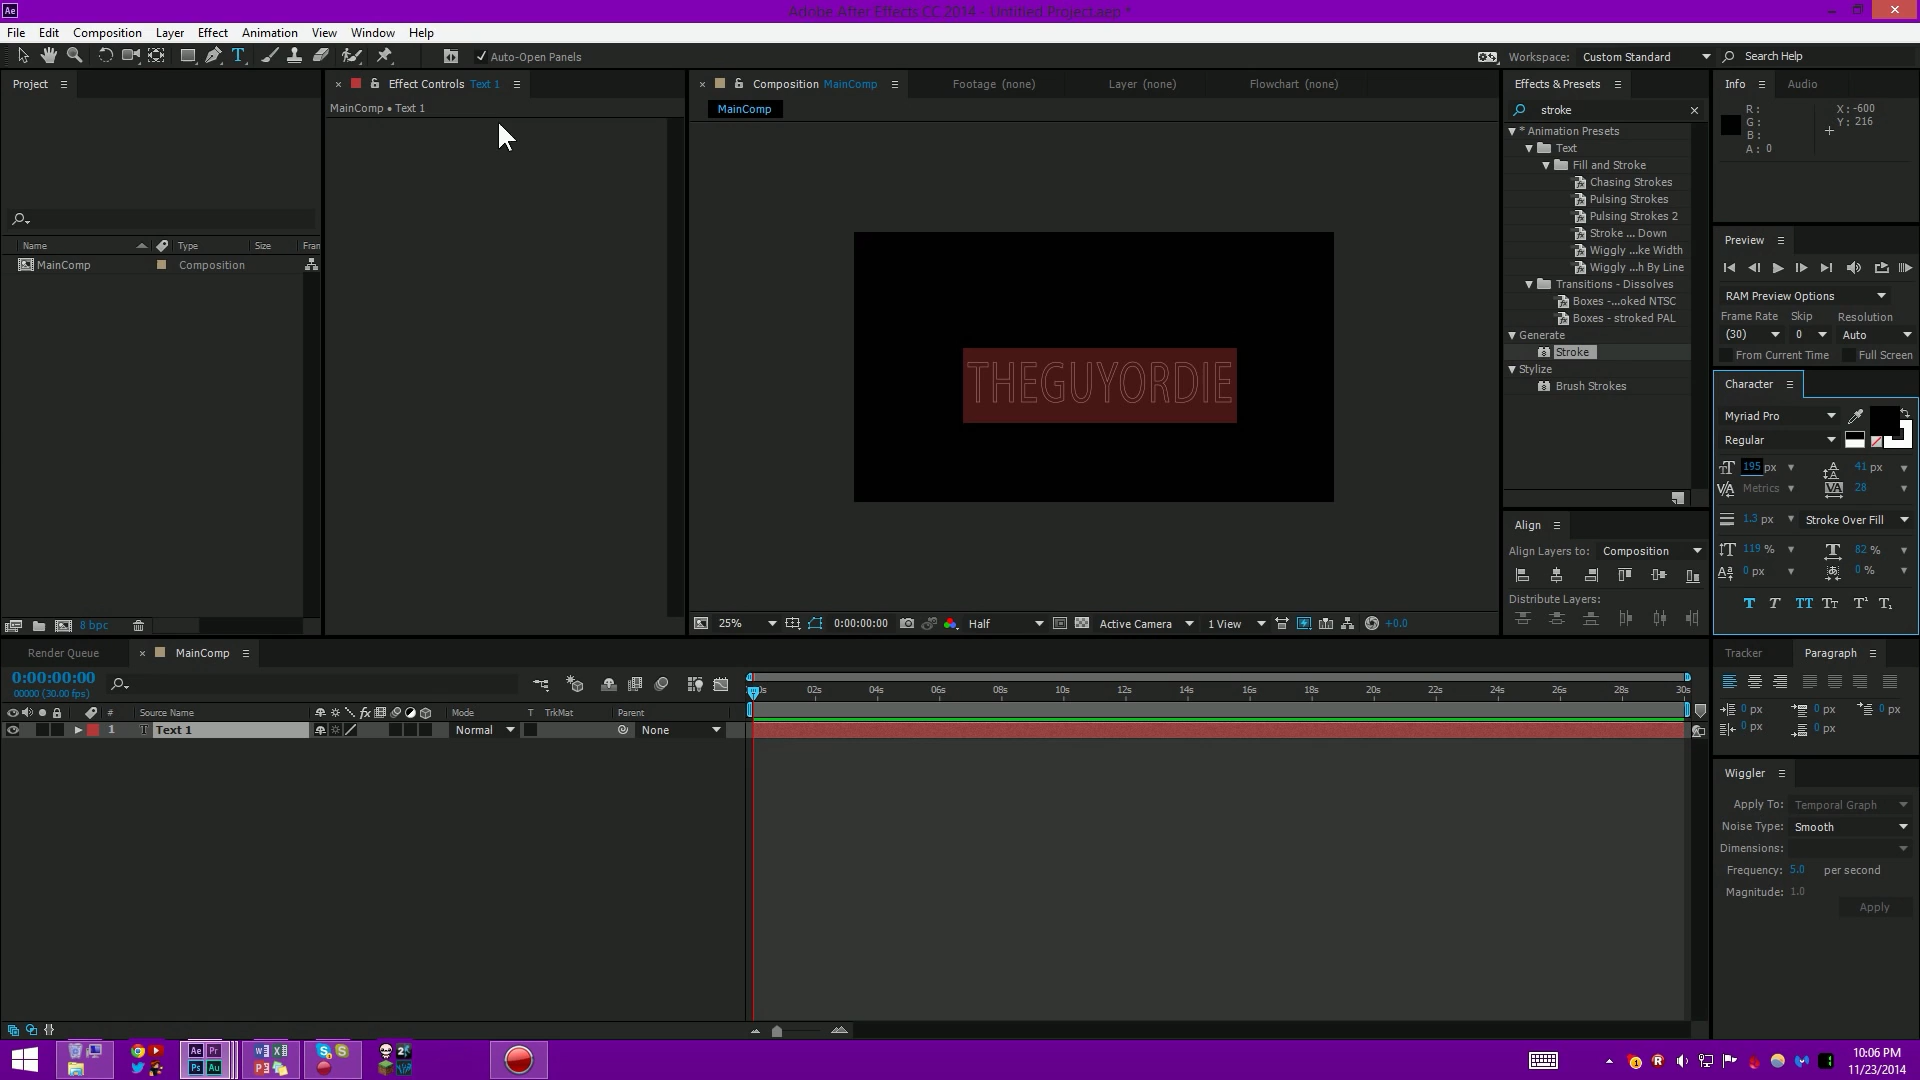 Adobe After Effects CC 2014 - Untitled Project.aep *
File Edit Composition Layer Effect Animation View Window Help
Auto-Open Panels
Workspace: Custom Standard
Search Help
Project
Name Type Size Fran
MainComp Composition
8 bpc
Effect Controls Text 1
MainComp • Text 1
Composition MainComp
Footage (none)
Layer (none)
Flowchart (none)
MainComp
THEGUYORDIE
25%
0:00:00:00
Half
Active Camera
1 View
+0.0
Effects & Presets
stroke
* Animation Presets
Text
Fill and Stroke
Chasing Strokes
Pulsing Strokes
Pulsing Strokes 2
Stroke ... Down
Wiggly ...ke Width
Wiggly ...h By Line
Transitions - Dissolves
Boxes -...oked NTSC
Boxes - stroked PAL
Generate
Stroke
Stylize
Brush Strokes
Align
Align Layers to: Composition
Distribute Layers:
Info Audio
R : X : -600
G : Y : 216
B :
A : 0
Preview
RAM Preview Options
Frame Rate Skip Resolution
(30) 0 Auto
From Current Time Full Screen
Character
Myriad Pro
Regular
195 px 41 px
Metrics 28
1.3 px Stroke Over Fill
119 % 82 %
0 px 0 %
Render Queue
MainComp
0:00:00:00
00000 (30.00 fps)
# Source Name Mode T TrkMat Parent
1 T Text 1 Normal None
02s 04s 06s 08s 10s 12s 14s 16s 18s 20s 22s 24s 26s 28s 30s
Tracker Paragraph
0 px 0 px 0 px
0 px 0 px
Wiggler
Apply To: Temporal Graph
Noise Type: Smooth
Dimensions:
Frequency: 5.0 per second
Magnitude: 1.0
Apply
10:06 PM
11/23/2014